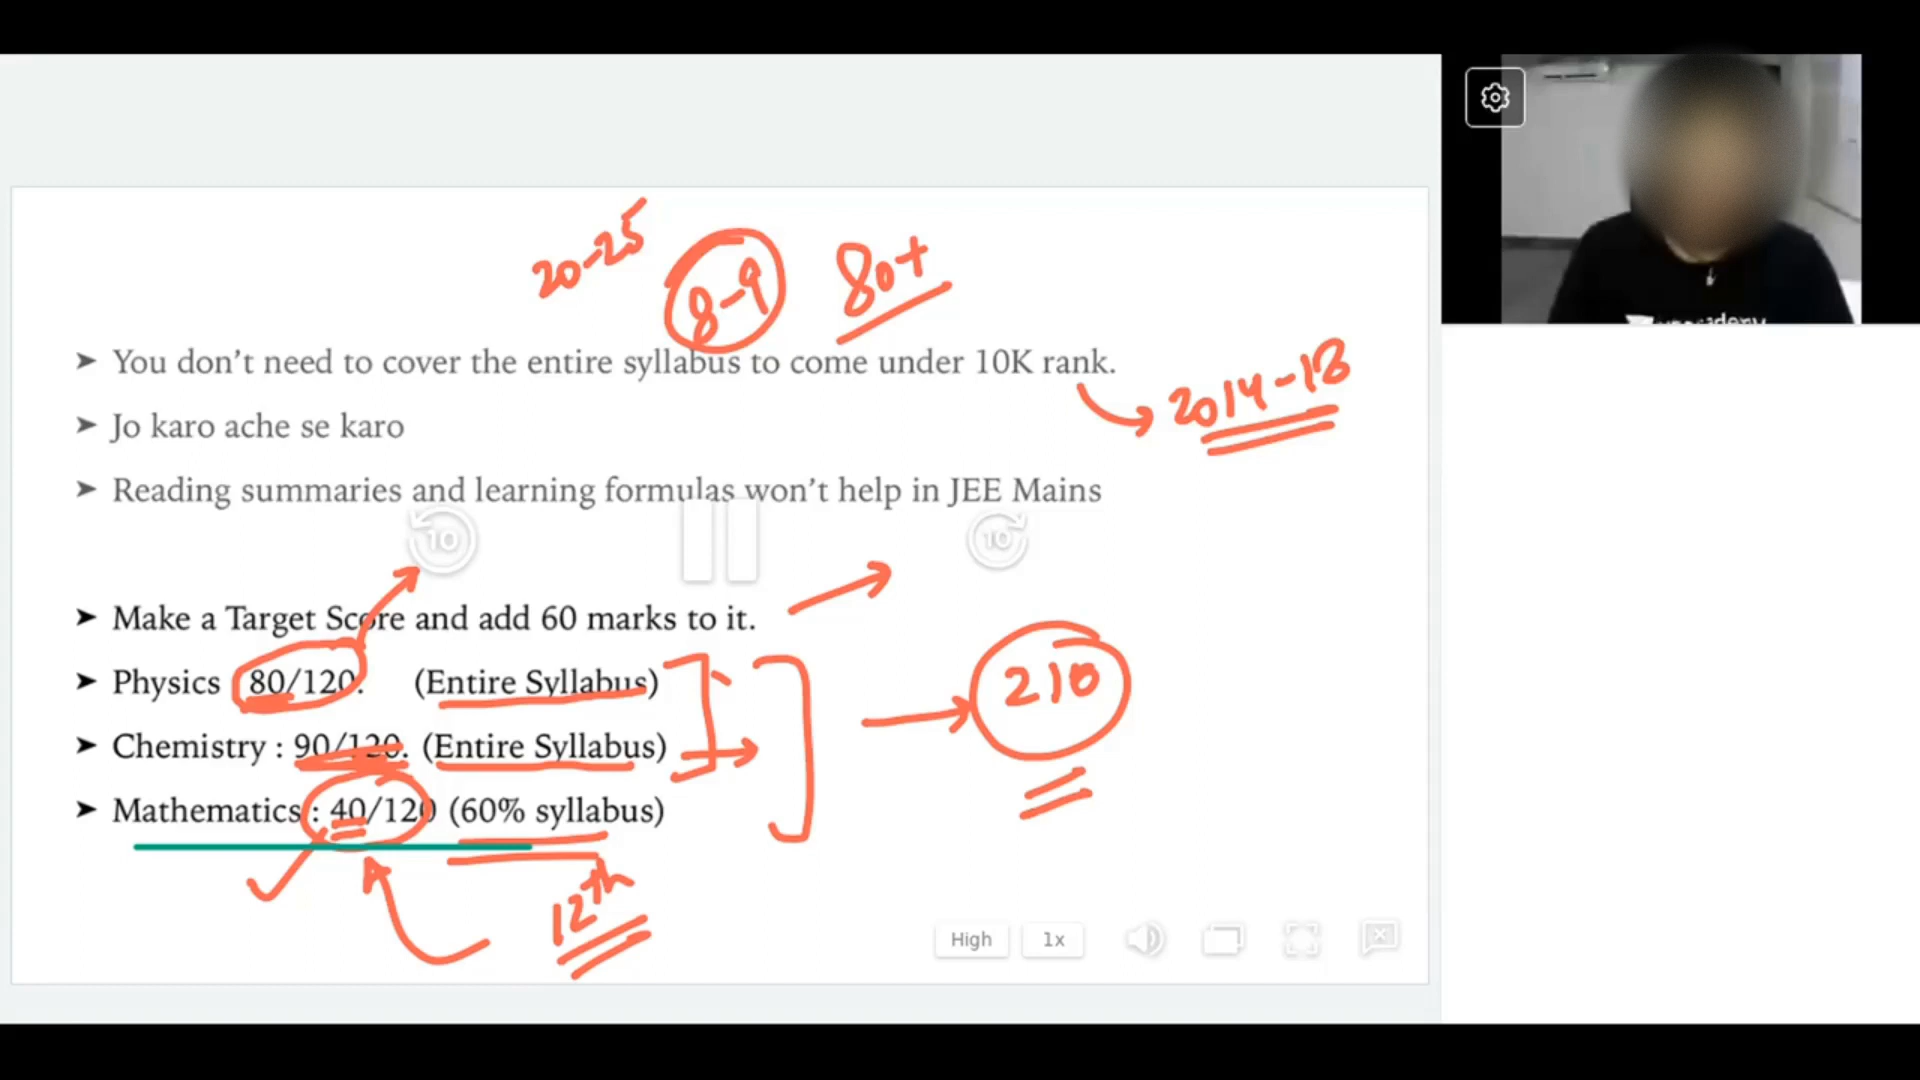 20-25 8-9 80+
➤ You don’t need to cover the entire syllabus to come under 10K rank.
2014-18
➤ Jo karo ache se karo
➤ Reading summaries and learning formulas won’t help in JEE Mains
10 10
➤ Make a Target Score and add 60 marks to it.
➤ Physics 80/120. (Entire Syllabus)
210
➤ Chemistry : 90/120. (Entire Syllabus)
➤ Mathematics : 40/120 (60% syllabus)
12th
High 1x